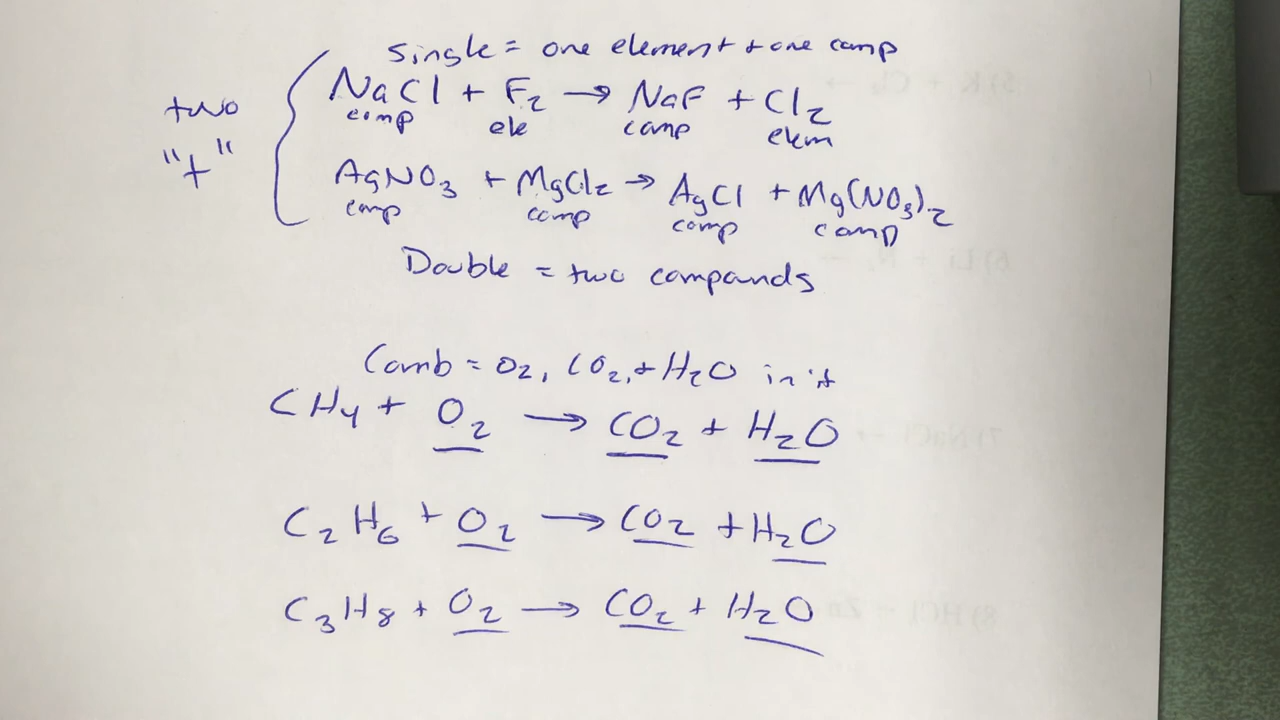 Single = one element + one comp
two
NaCl + F₂ → NaF + Cl₂
comp ele comp elem
"+"
AgNO₃ + MgCl₂ → AgCl + Mg(NO₃)₂
comp comp comp comp
Double = two compounds
Comb = O₂, CO₂, + H₂O in it
CH₄ + O₂ → CO₂ + H₂O
C₂H₆ + O₂ → CO₂ + H₂O
C₃H₈ + O₂ → CO₂ + H₂O